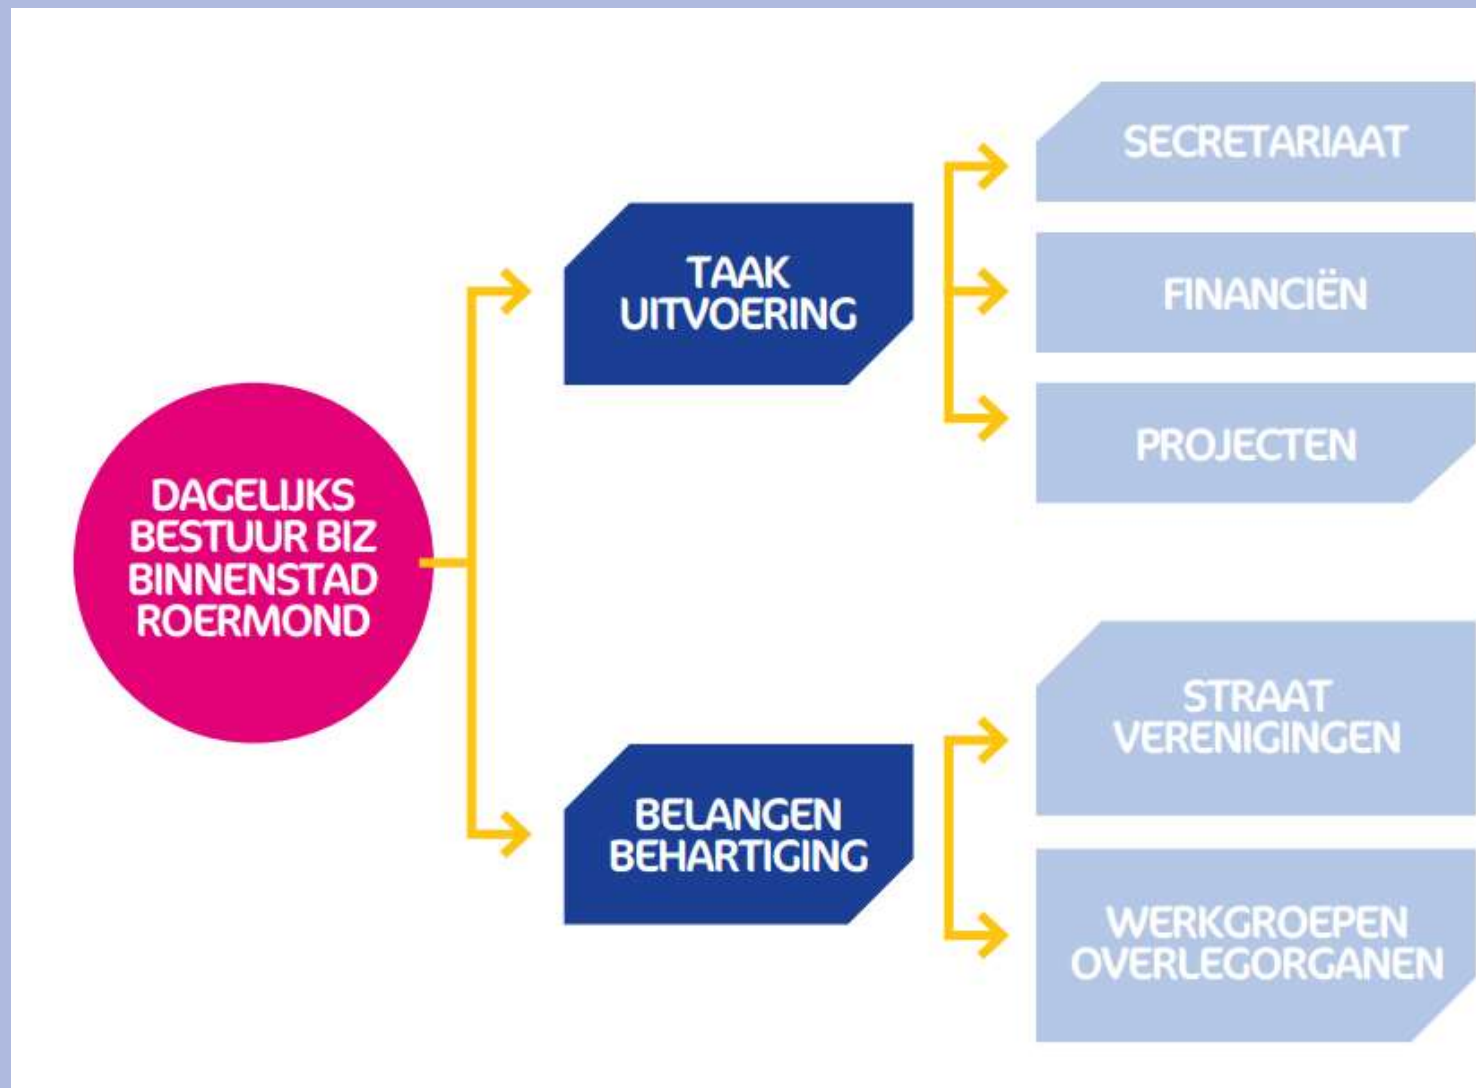 DAGELIJKS
BESTUUR BIZ
BINNENSTAD
ROERMOND
TAAK
UITVOERING
SECRETARIAAT
FINANCIËN
PROJECTEN
BELANGEN
BEHARTIGING
STRAAT
VERENIGINGEN
WERKGROEPEN
OVERLEGORGANEN